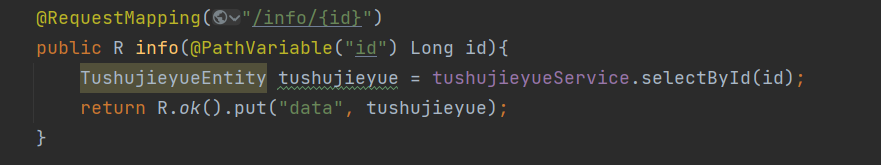 @RequestMapping("/info/{id}")
public R info(@PathVariable("id") Long id){
    TushujieyueEntity tushujieyue = tushujieyueService.selectById(id);
    return R.ok().put("data", tushujieyue);
}